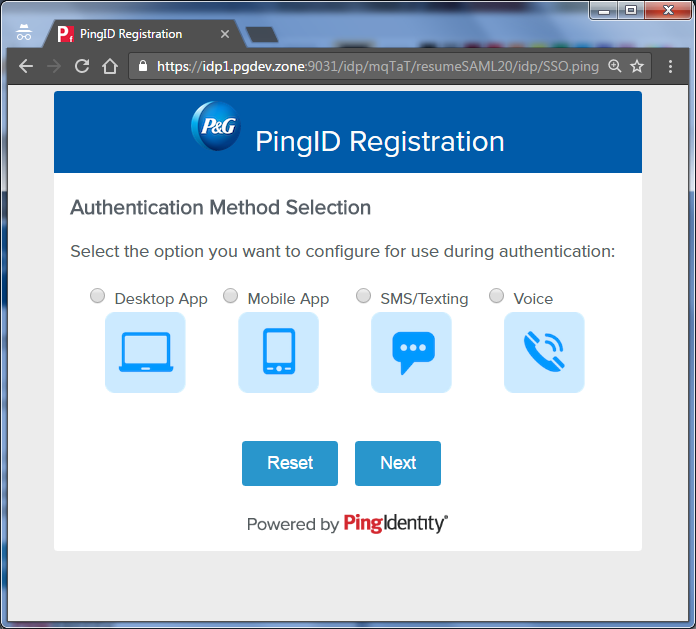 PingID Registration
https://idp1.pgdev.zone:9031/idp/mqTaT/resumeSAML20/idp/SSO.ping
P&G PingID Registration
Authentication Method Selection
Select the option you want to configure for use during authentication:
Desktop App Mobile App SMS/Texting Voice
Reset Next
Powered by PingIdentity®